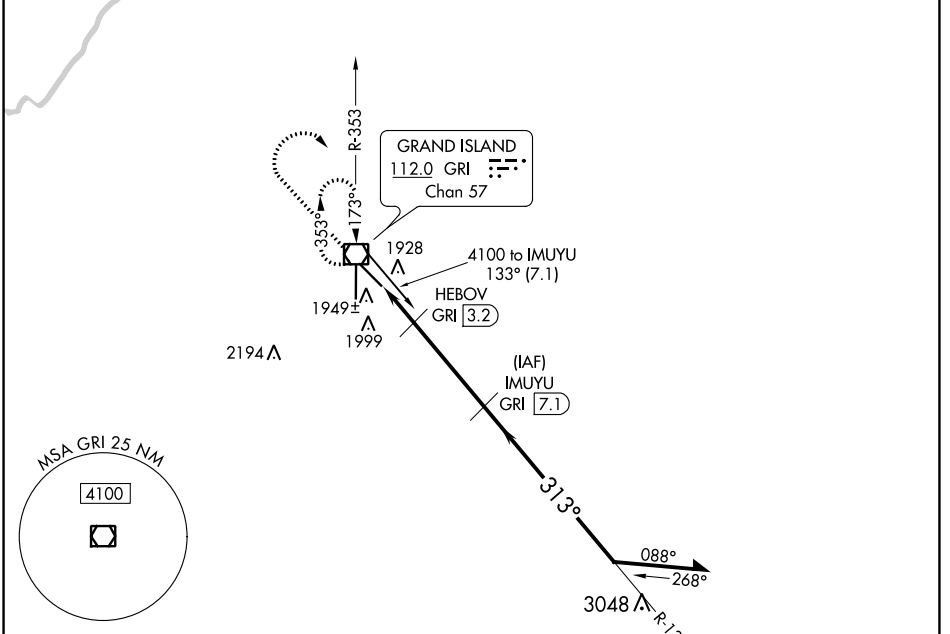 R-353
GRAND ISLAND
112.0 GRI
Chan 57
353°
173°
1928
4100 to IMUYU
133° (7.1)
HEBOV
GRI 3.2
1949±
1999
2194
(IAF)
IMUYU
GRI 7.1
MSA GRI 25 NM
4100
313°
088°
268°
3048